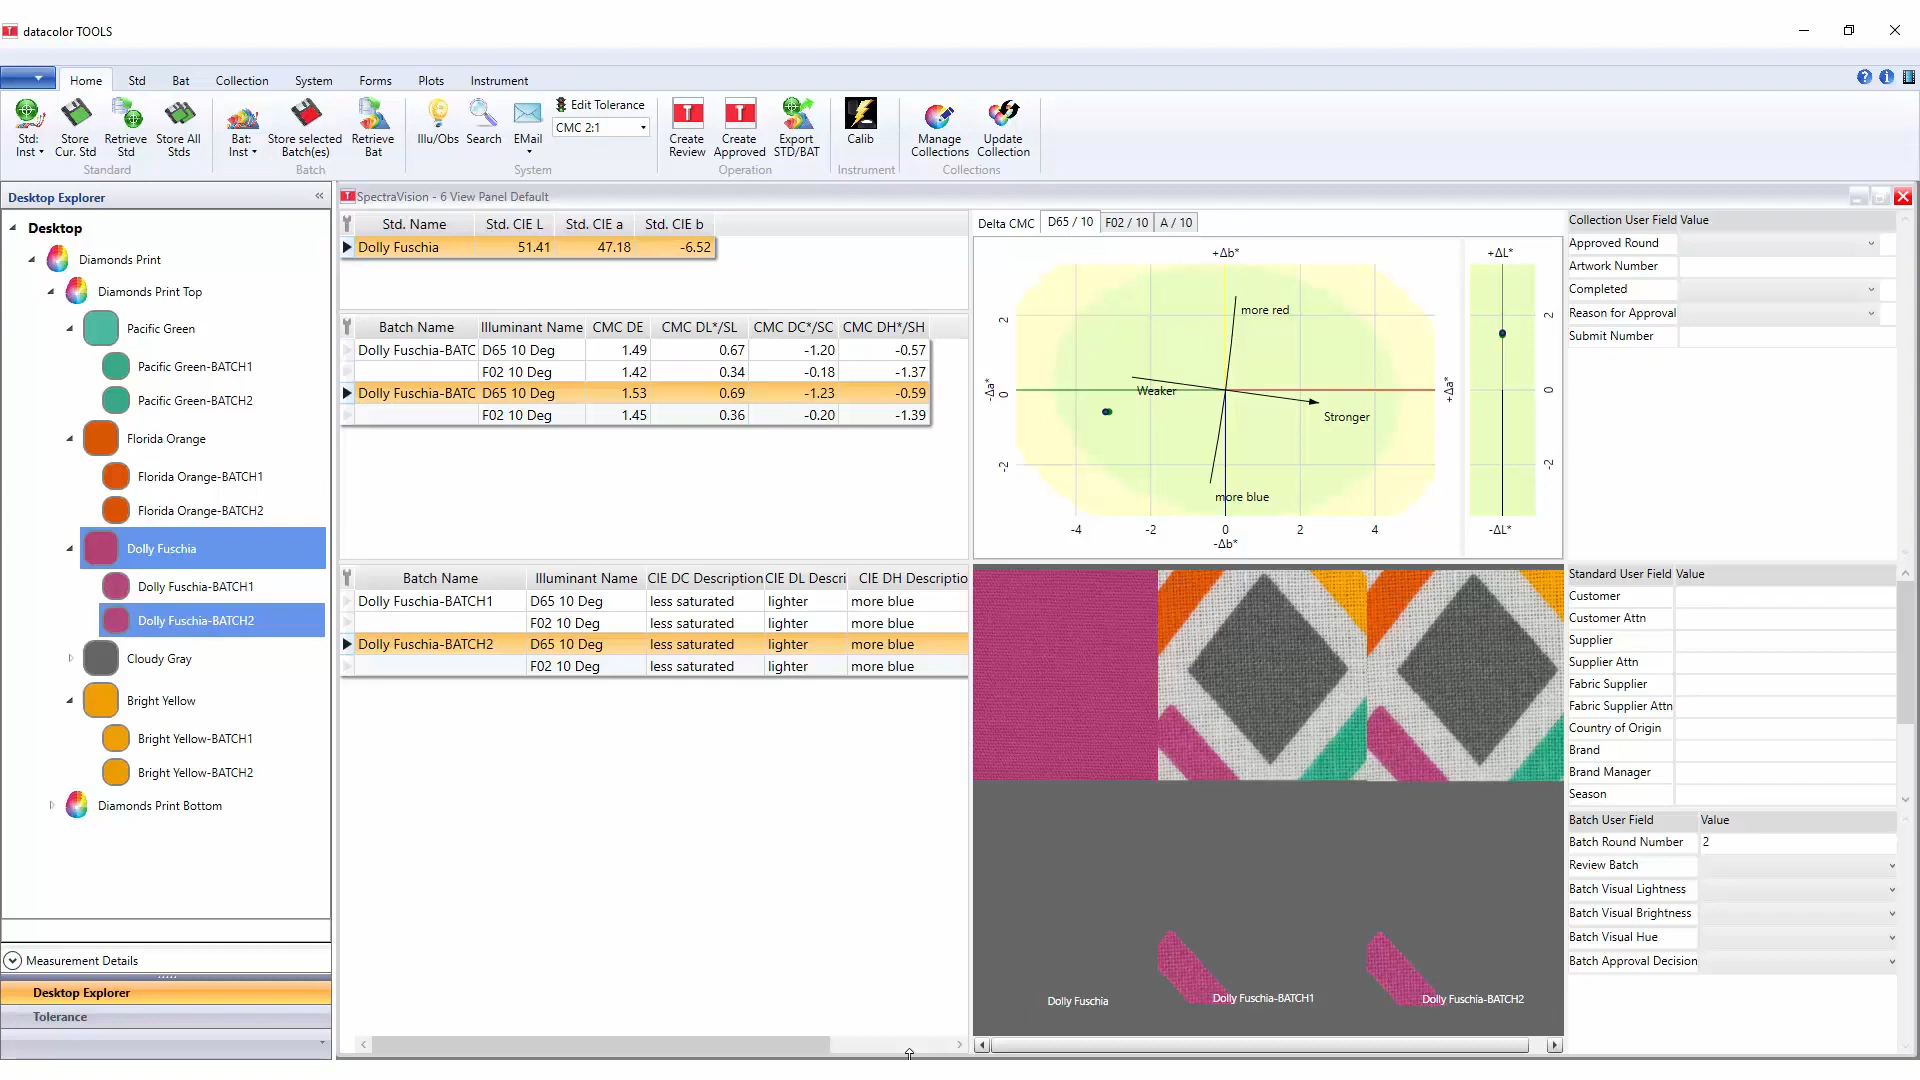 datacolor TOOLS
Home Std Bat Collection System Forms Plots Instrument
Std: Inst
Store Cur. Std
Retrieve Std
Store All Stds
Standard
Bat: Inst
Store selected Batch(es)
Retrieve Bat
Batch
Illu/Obs
Search
EMail
Edit Tolerance
CMC 2:1
System
Create Review
Create Approved
Export STD/BAT
Operation
Calib
Instrument
Manage Collections
Update Collection
Collections
Desktop Explorer
Desktop
Diamonds Print
Diamonds Print Top
Pacific Green
Pacific Green-BATCH1
Pacific Green-BATCH2
Florida Orange
Florida Orange-BATCH1
Florida Orange-BATCH2
Dolly Fuschia
Dolly Fuschia-BATCH1
Dolly Fuschia-BATCH2
Cloudy Gray
Bright Yellow
Bright Yellow-BATCH1
Bright Yellow-BATCH2
Diamonds Print Bottom
Measurement Details
Desktop Explorer
Tolerance
SpectraVision - 6 View Panel Default
Std. Name Std. CIE L Std. CIE a Std. CIE b
Dolly Fuschia 51.41 47.18 -6.52
Batch Name Illuminant Name CMC DE CMC DL*/SL CMC DC*/SC CMC DH*/SH
Dolly Fuschia-BATC D65 10 Deg 1.49 0.67 -1.20 -0.57
F02 10 Deg 1.42 0.34 -0.18 -1.37
Dolly Fuschia-BATC D65 10 Deg 1.53 0.69 -1.23 -0.59
F02 10 Deg 1.45 0.36 -0.20 -1.39
Batch Name Illuminant Name CIE DC Description CIE DL Descri CIE DH Descriptio
Dolly Fuschia-BATCH1 D65 10 Deg less saturated lighter more blue
F02 10 Deg less saturated lighter more blue
Dolly Fuschia-BATCH2 D65 10 Deg less saturated lighter more blue
F02 10 Deg less saturated lighter more blue
Delta CMC D65 / 10 F02 / 10 A / 10
+Δb*
+ΔL*
more red
2
2
Weaker
-Δa*
0
+Δa*
0
Stronger
-2
-2
more blue
-4 -2 0 2 4
-Δb*
-ΔL*
Dolly Fuschia
Dolly Fuschia-BATCH1
Dolly Fuschia-BATCH2
Collection User Field Value
Approved Round
Artwork Number
Completed
Reason for Approval
Submit Number
Standard User Field Value
Customer
Customer Attn
Supplier
Supplier Attn
Fabric Supplier
Fabric Supplier Attn
Country of Origin
Brand
Brand Manager
Season
Batch User Field Value
Batch Round Number 2
Review Batch
Batch Visual Lightness
Batch Visual Brightness
Batch Visual Hue
Batch Approval Decision